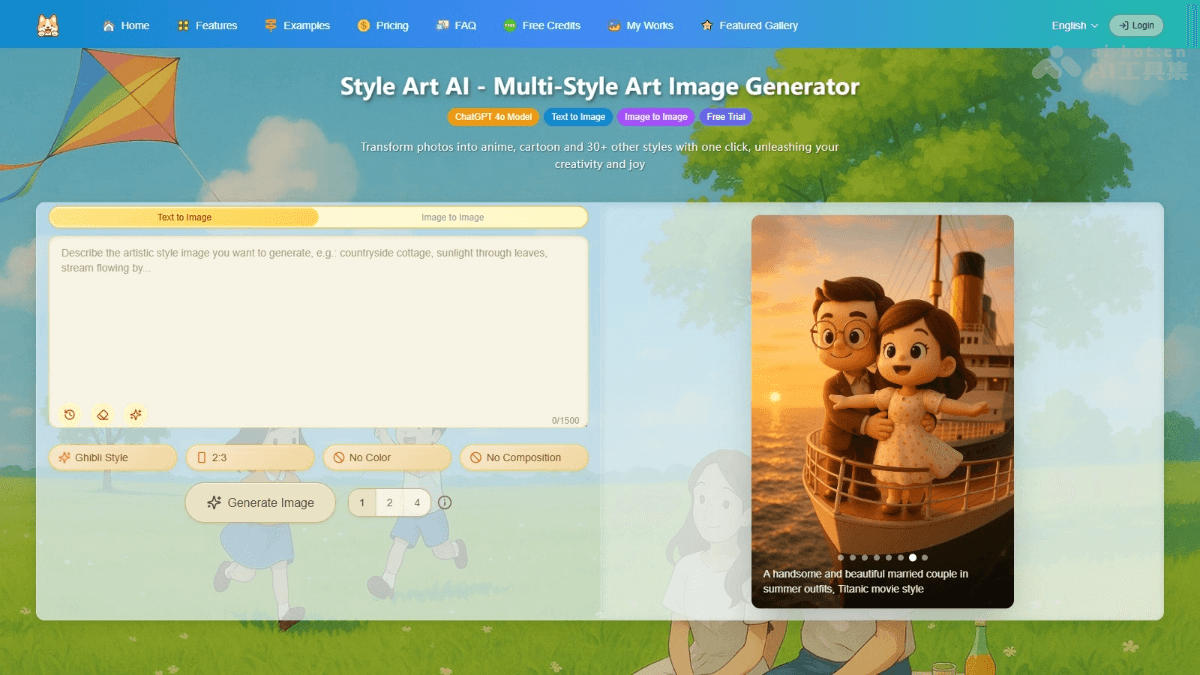 Home Features Examples Pricing FAQ Free Credits My Works Featured Gallery English Login
ai-bot.cn
AI工具集
Style Art AI - Multi-Style Art Image Generator
ChatGPT 4o Model Text to Image Image to Image Free Trial
Transform photos into anime, cartoon and 30+ other styles with one click, unleashing your
creativity and joy
Text to Image Image to Image
Describe the artistic style image you want to generate, e.g.: countryside cottage, sunlight through leaves,
stream flowing by...
0/1500
Ghibli Style 2:3 No Color No Composition
Generate Image 1 2 4
A handsome and beautiful married couple in
summer outfits, Titanic movie style